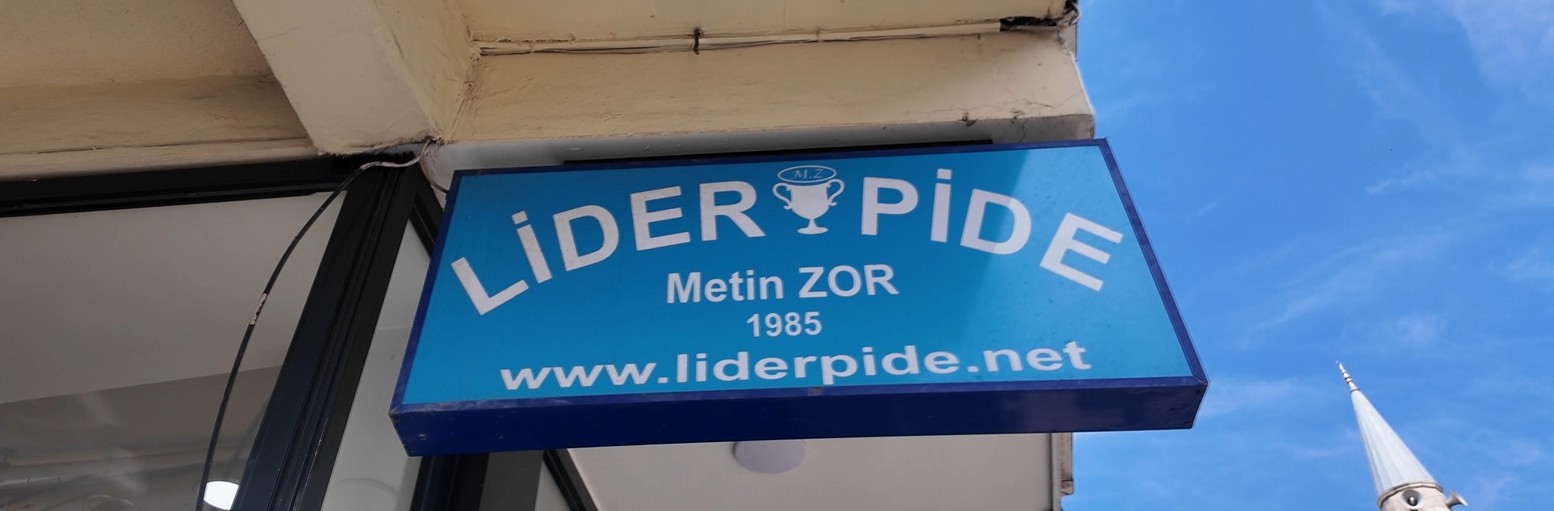 M.Z
LİDER PİDE
Metin ZOR
1985
www.liderpide.net